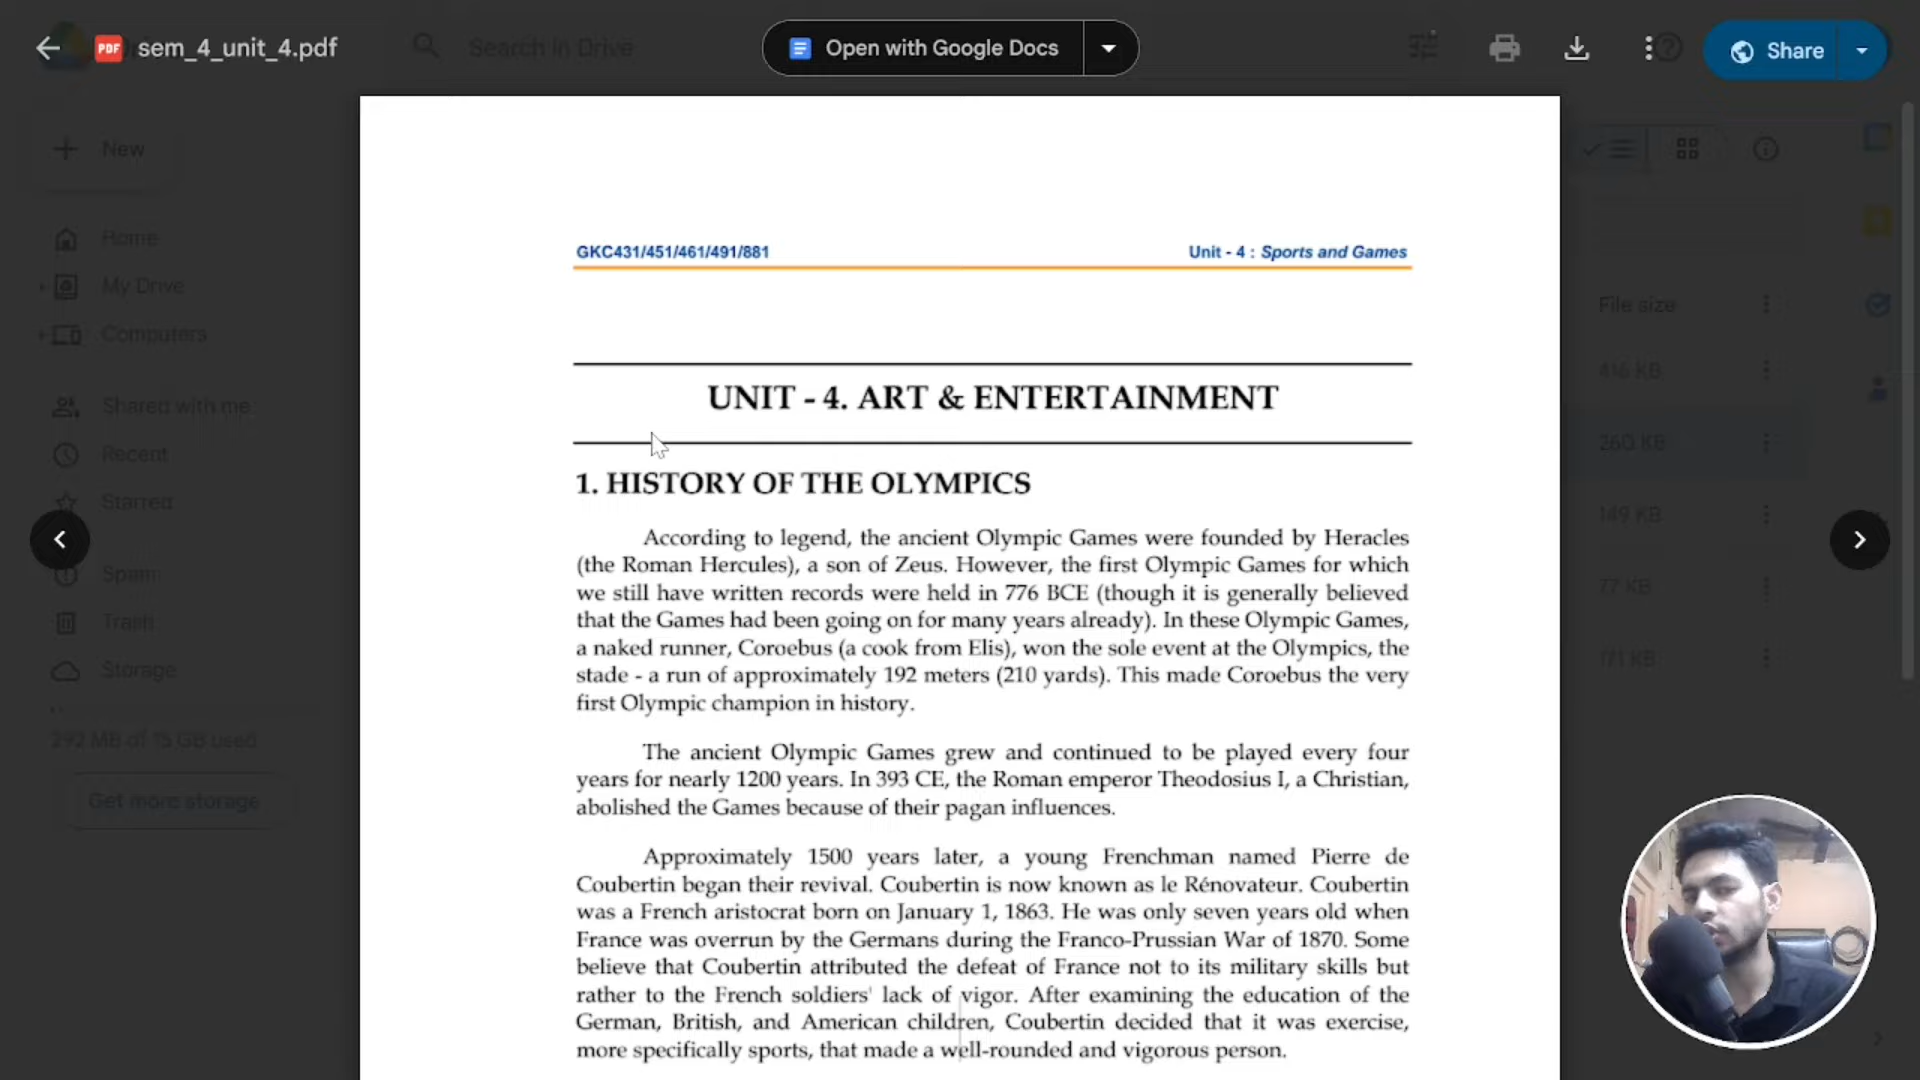 sem_4_unit_4.pdf
Search in Drive
Open with Google Docs
Share
New
Home
My Drive
Computers
Shared with me
Recent
Starred
Spam
Trash
Storage
292 MB of 15 GB used
Get more storage
File size
416 KB
260 KB
149 KB
77 KB
171 KB
PDF
GKC431/451/461/491/881
Unit - 4 : Sports and Games
UNIT - 4. ART & ENTERTAINMENT
1. HISTORY OF THE OLYMPICS
According to legend, the ancient Olympic Games were founded by Heracles
(the Roman Hercules), a son of Zeus. However, the first Olympic Games for which
we still have written records were held in 776 BCE (though it is generally believed
that the Games had been going on for many years already). In these Olympic Games,
a naked runner, Coroebus (a cook from Elis), won the sole event at the Olympics, the
stade - a run of approximately 192 meters (210 yards). This made Coroebus the very
first Olympic champion in history.
The ancient Olympic Games grew and continued to be played every four
years for nearly 1200 years. In 393 CE, the Roman emperor Theodosius I, a Christian,
abolished the Games because of their pagan influences.
Approximately 1500 years later, a young Frenchman named Pierre de
Coubertin began their revival. Coubertin is now known as le Rénovateur. Coubertin
was a French aristocrat born on January 1, 1863. He was only seven years old when
France was overrun by the Germans during the Franco-Prussian War of 1870. Some
believe that Coubertin attributed the defeat of France not to its military skills but
rather to the French soldiers' lack of vigor. After examining the education of the
German, British, and American children, Coubertin decided that it was exercise,
more specifically sports, that made a well-rounded and vigorous person.